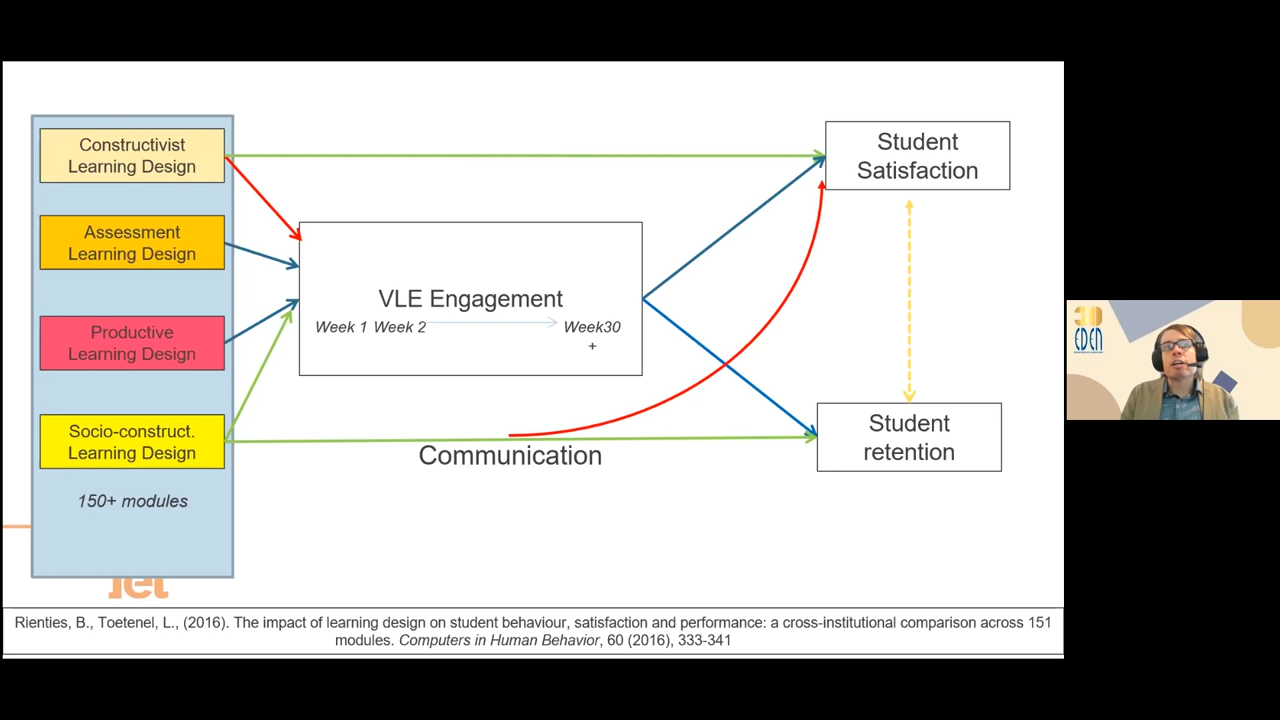 Constructivist
Learning Design
Assessment
Learning Design
Productive
Learning Design
Socio-construct.
Learning Design
150+ modules
VLE Engagement
Week 1 Week 2
Week30
+
Communication
Student
Satisfaction
Student
retention
iet
Rienties, B., Toetenel, L., (2016). The impact of learning design on student behaviour, satisfaction and performance: a cross-institutional comparison across 151
modules. Computers in Human Behavior, 60 (2016), 333-341
30
EDEN